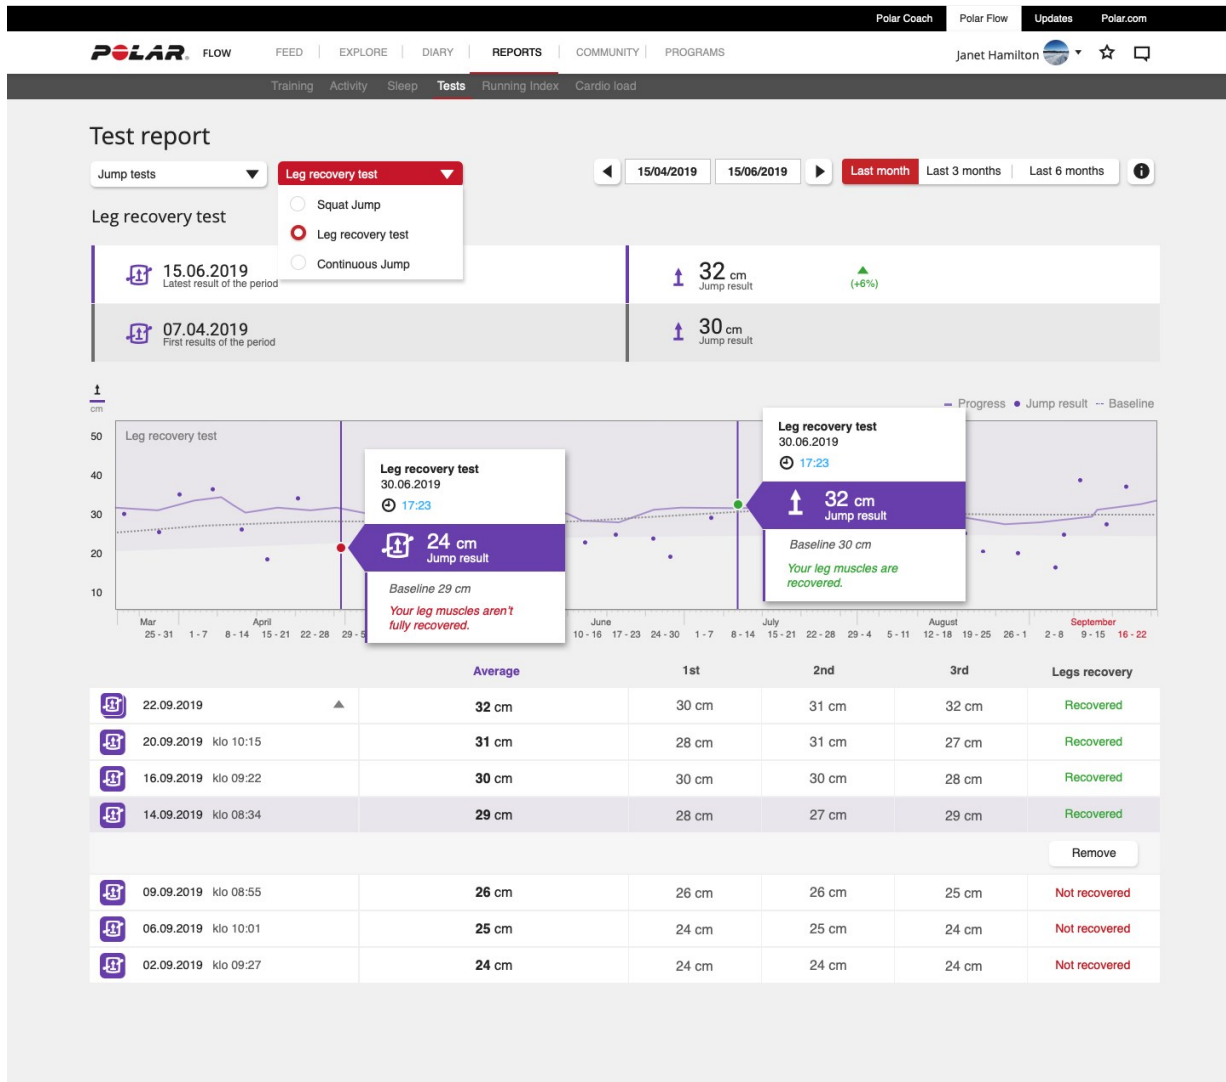 Polar Coach Polar Flow Updates Polar.com
POLAR. FLOW FEED EXPLORE DIARY REPORTS COMMUNITY PROGRAMS Janet Hamilton
Training Activity Sleep Tests Running Index Cardio load
Test report
Jump tests Leg recovery test 15/04/2019 15/06/2019 Last month Last 3 months Last 6 months i
Squat Jump
Leg recovery test
Leg recovery test
Continuous Jump
15.06.2019
Latest result of the period
32 cm
Jump result
(+6%)
07.04.2019
First results of the period
30 cm
Jump result
cm
Progress Jump result Baseline
Leg recovery test
50
40
30
20
10
Leg recovery test
30.06.2019
17:23
24 cm
Jump result
Baseline 29 cm
Your leg muscles aren't
fully recovered.
Leg recovery test
30.06.2019
17:23
32 cm
Jump result
Baseline 30 cm
Your leg muscles are
recovered.
Mar April June July August September
25 - 31 1 - 7 8 - 14 15 - 21 22 - 28 29 - 5 10 - 16 17 - 23 24 - 30 1 - 7 8 - 14 15 - 21 22 - 28 29 - 4 5 - 11 12 - 18 19 - 25 26 - 1 2 - 8 9 - 15 16 - 22
Average 1st 2nd 3rd Legs recovery
22.09.2019 32 cm 30 cm 31 cm 32 cm Recovered
20.09.2019 klo 10:15 31 cm 28 cm 31 cm 27 cm Recovered
16.09.2019 klo 09:22 30 cm 30 cm 30 cm 28 cm Recovered
14.09.2019 klo 08:34 29 cm 28 cm 27 cm 29 cm Recovered
Remove
09.09.2019 klo 08:55 26 cm 26 cm 26 cm 25 cm Not recovered
06.09.2019 klo 10:01 25 cm 24 cm 25 cm 24 cm Not recovered
02.09.2019 klo 09:27 24 cm 24 cm 24 cm 24 cm Not recovered